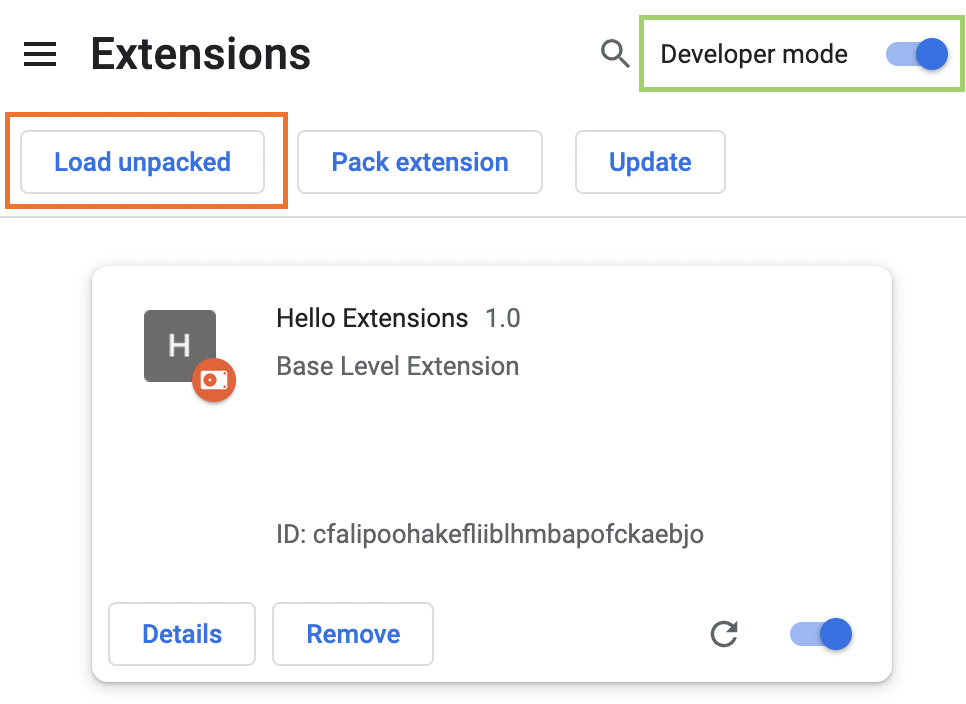 Extensions
Developer mode
Load unpacked
Pack extension
Update
H
Hello Extensions 1.0
Base Level Extension
ID: cfalipoohakefliiblhmbapofckaebjo
Details
Remove